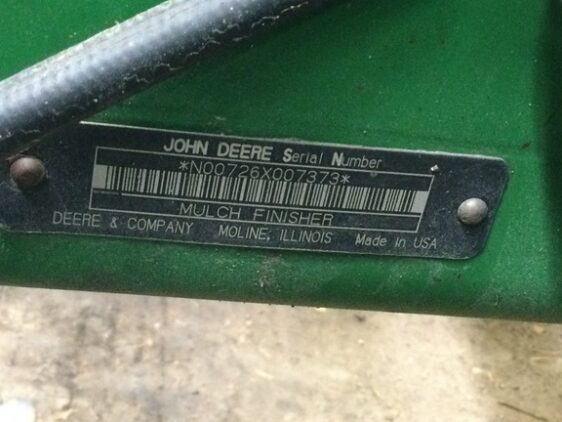 JOHN DEERE Serial Number
*N00726X007373*
MULCH FINISHER
DEERE & COMPANY MOLINE, ILLINOIS Made In USA